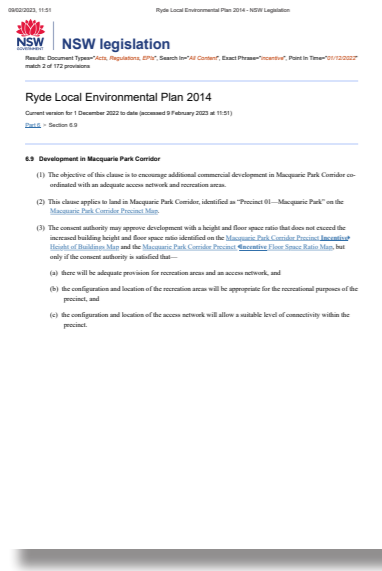 09/02/2023, 11:51
Ryde Local Environmental Plan 2014 - NSW Legislation
NSW
GOVERNMENT
NSW legislation
Results: Document Types="Acts, Regulations, EPIs", Search In="All Content", Exact Phrase="incentive", Point In Time="01/12/2022"
match 2 of 172 provisions
Ryde Local Environmental Plan 2014
Current version for 1 December 2022 to date (accessed 9 February 2023 at 11:51)
Part 6 > Section 6.9
6.9 Development in Macquarie Park Corridor
(1) The objective of this clause is to encourage additional commercial development in Macquarie Park Corridor co-
ordinated with an adequate access network and recreation areas.
(2) This clause applies to land in Macquarie Park Corridor, identified as “Precinct 01—Macquarie Park” on the
Macquarie Park Corridor Precinct Map.
(3) The consent authority may approve development with a height and floor space ratio that does not exceed the
increased building height and floor space ratio identified on the Macquarie Park Corridor Precinct Incentive
Height of Buildings Map and the Macquarie Park Corridor Precinct Incentive Floor Space Ratio Map, but
only if the consent authority is satisfied that—
(a) there will be adequate provision for recreation areas and an access network, and
(b) the configuration and location of the recreation areas will be appropriate for the recreational purposes of the
precinct, and
(c) the configuration and location of the access network will allow a suitable level of connectivity within the
precinct.